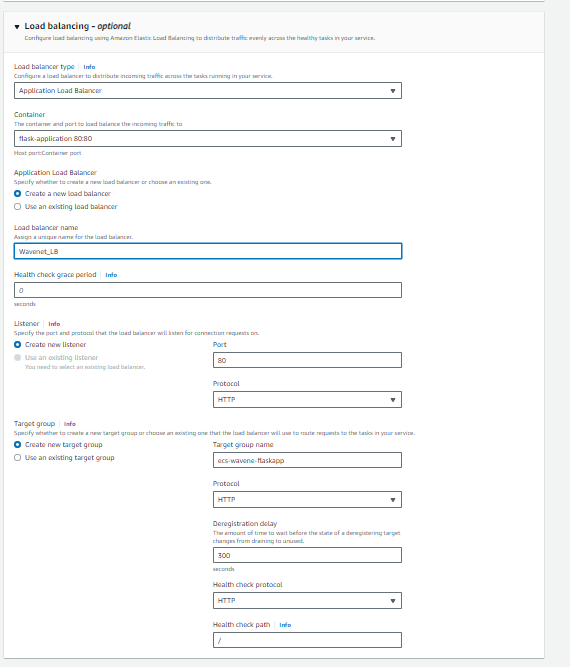 Load balancing - optional
Configure load balancing using Amazon Elastic Load Balancing to distribute traffic evenly across the healthy tasks in your service.
Load balancer type Info
Configure a load balancer to distribute incoming traffic across the tasks running in your service.
Application Load Balancer
Container
The container and port to load balance the incoming traffic to
flask-application 80:80
Host port:Container port
Application Load Balancer
Specify whether to create a new load balancer or choose an existing one.
Create a new load balancer
Use an existing load balancer
Load balancer name
Assign a unique name for the load balancer.
Wavenet_LB
Health check grace period Info
0
seconds
Listener Info
Specify the port and protocol that the load balancer will listen for connection requests on.
Create new listener
Use an existing listener
You need to select an existing load balancer.
Port
80
Protocol
HTTP
Target group Info
Specify whether to create a new target group or choose an existing one that the load balancer will use to route requests to the tasks in your service.
Create new target group
Use an existing target group
Target group name
ecs-wavene-flaskapp
Protocol
HTTP
Deregistration delay
The amount of time to wait before the state of a deregistering target
changes from draining to unused.
300
seconds
Health check protocol
HTTP
Health check path Info
/